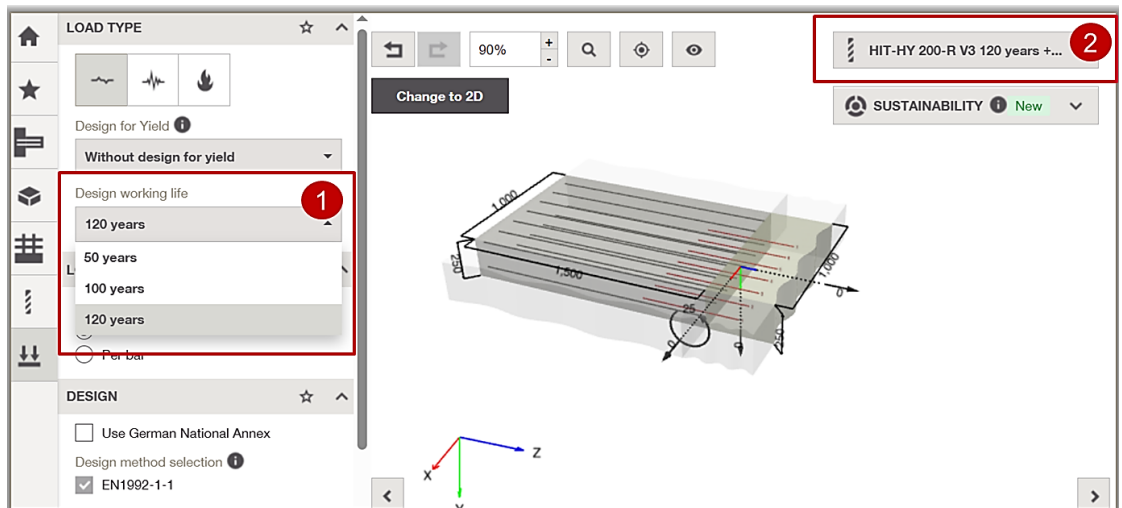 LOAD TYPE
Design for Yield
Without design for yield
Design working life
1
120 years
50 years
100 years
120 years
Per bar
DESIGN
Use German National Annex
Design method selection
EN1992-1-1
90%
+
-
Change to 2D
HIT-HY 200-R V3 120 years +...
2
SUSTAINABILITY
New
1,000
250
1,500
25
1,000
250
0
0
0
X
Z
Y